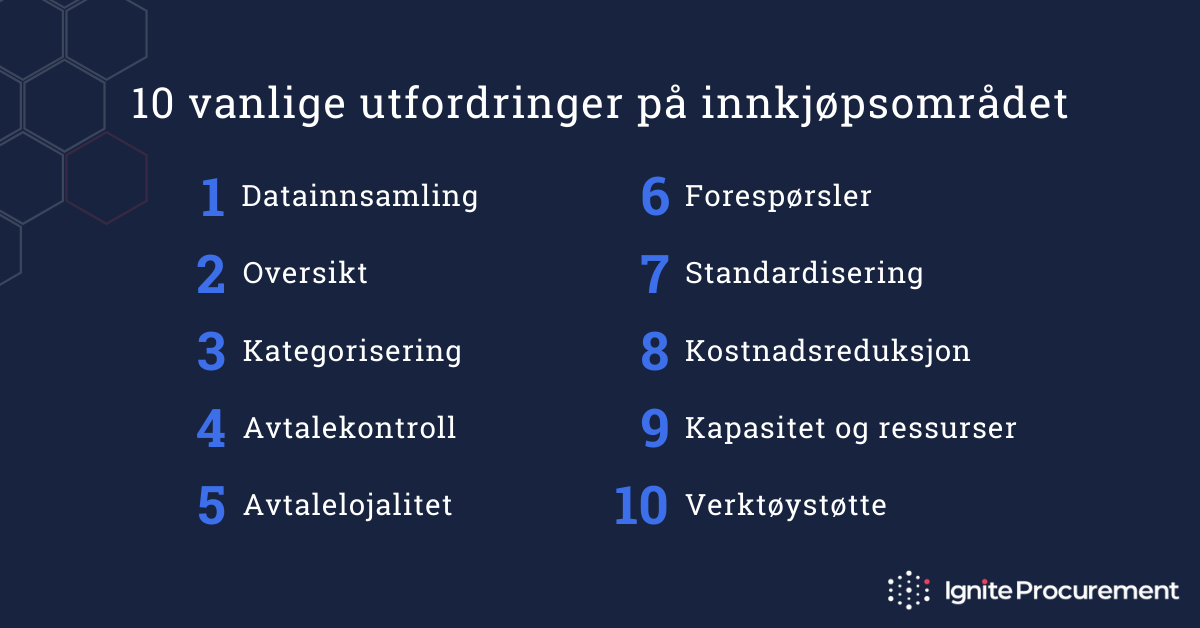 10 vanlige utfordringer på innkjøpsområdet
1 Datainnsamling
2 Oversikt
3 Kategorisering
4 Avtalekontroll
5 Avtalelojalitet
6 Forespørsler
7 Standardisering
8 Kostnadsreduksjon
9 Kapasitet og ressurser
10 Verktøystøtte
Ignite Procurement